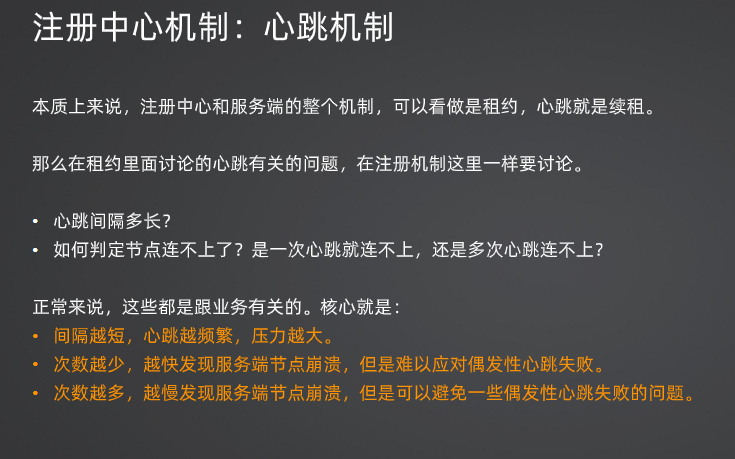 注册中心机制：心跳机制
本质上来说，注册中心和服务端的整个机制，可以看做是租约，心跳就是续租。
那么在租约里面讨论的心跳有关的问题，在注册机制这里一样要讨论。
• 心跳间隔多长？
• 如何判定节点连不上了？是一次心跳就连不上，还是多次心跳连不上？
正常来说，这些都是跟业务有关的。核心就是：
• 间隔越短，心跳越频繁，压力越大。
• 次数越少，越快发现服务端节点崩溃，但是难以应对偶发性心跳失败。
• 次数越多，越慢发现服务端节点崩溃，但是可以避免一些偶发性心跳失败的问题。